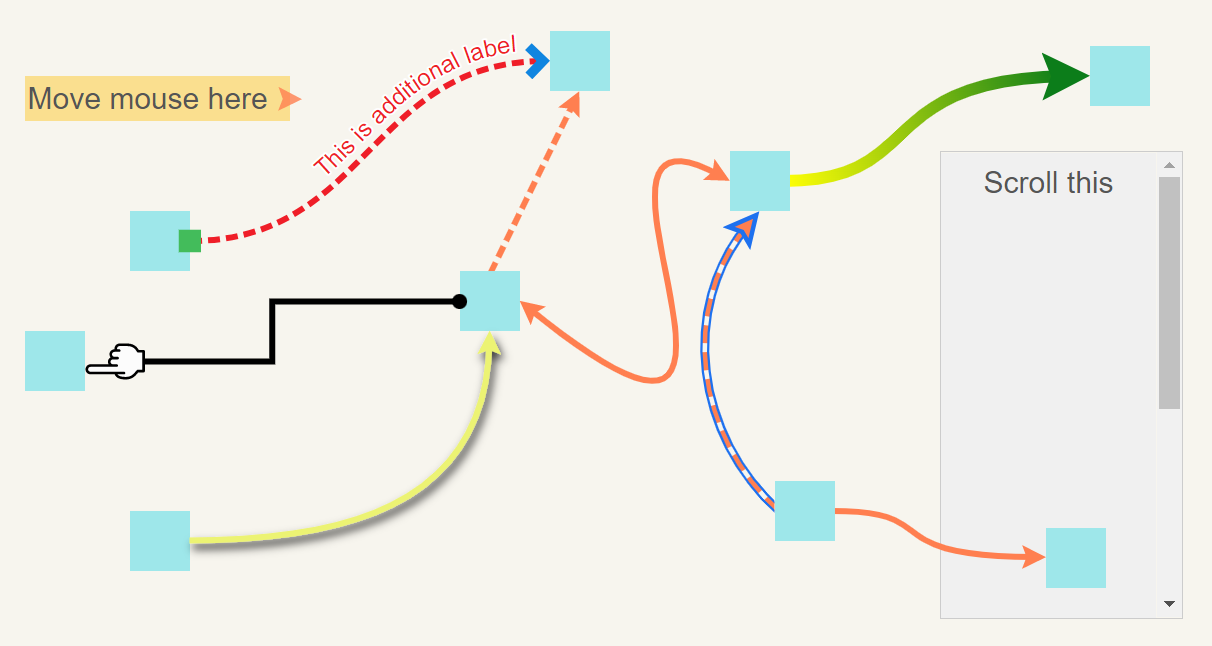 This is additional label
Move mouse here
Scroll this